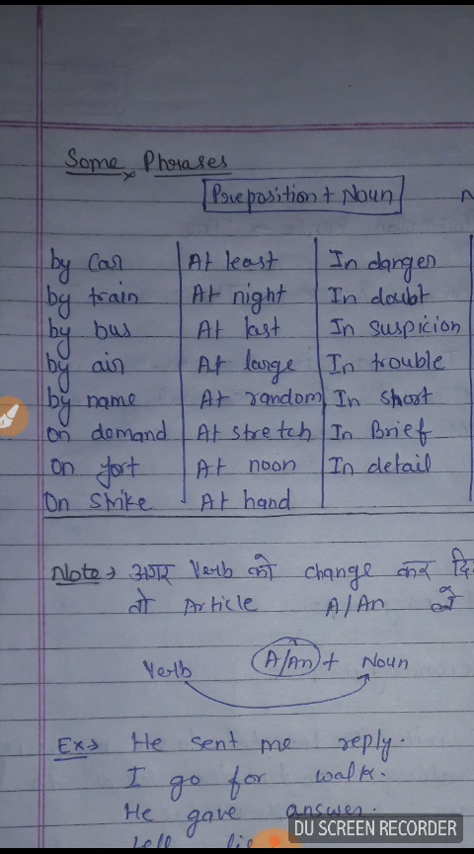 Some Phrases
Preposition + Noun
N
by car At least In danger
by train At night In doubt
by bus At last In suspicion
by air At large In trouble
by name At random In short
on demand At stretch In Brief
on At noon In detail
On Strike At hand
Note → अगर Verb को change कर
तो Article A/An
Verb A/An + Noun
Ex → He sent me reply.
I go for walk.
He gave answer.
DU SCREEN RECORDER